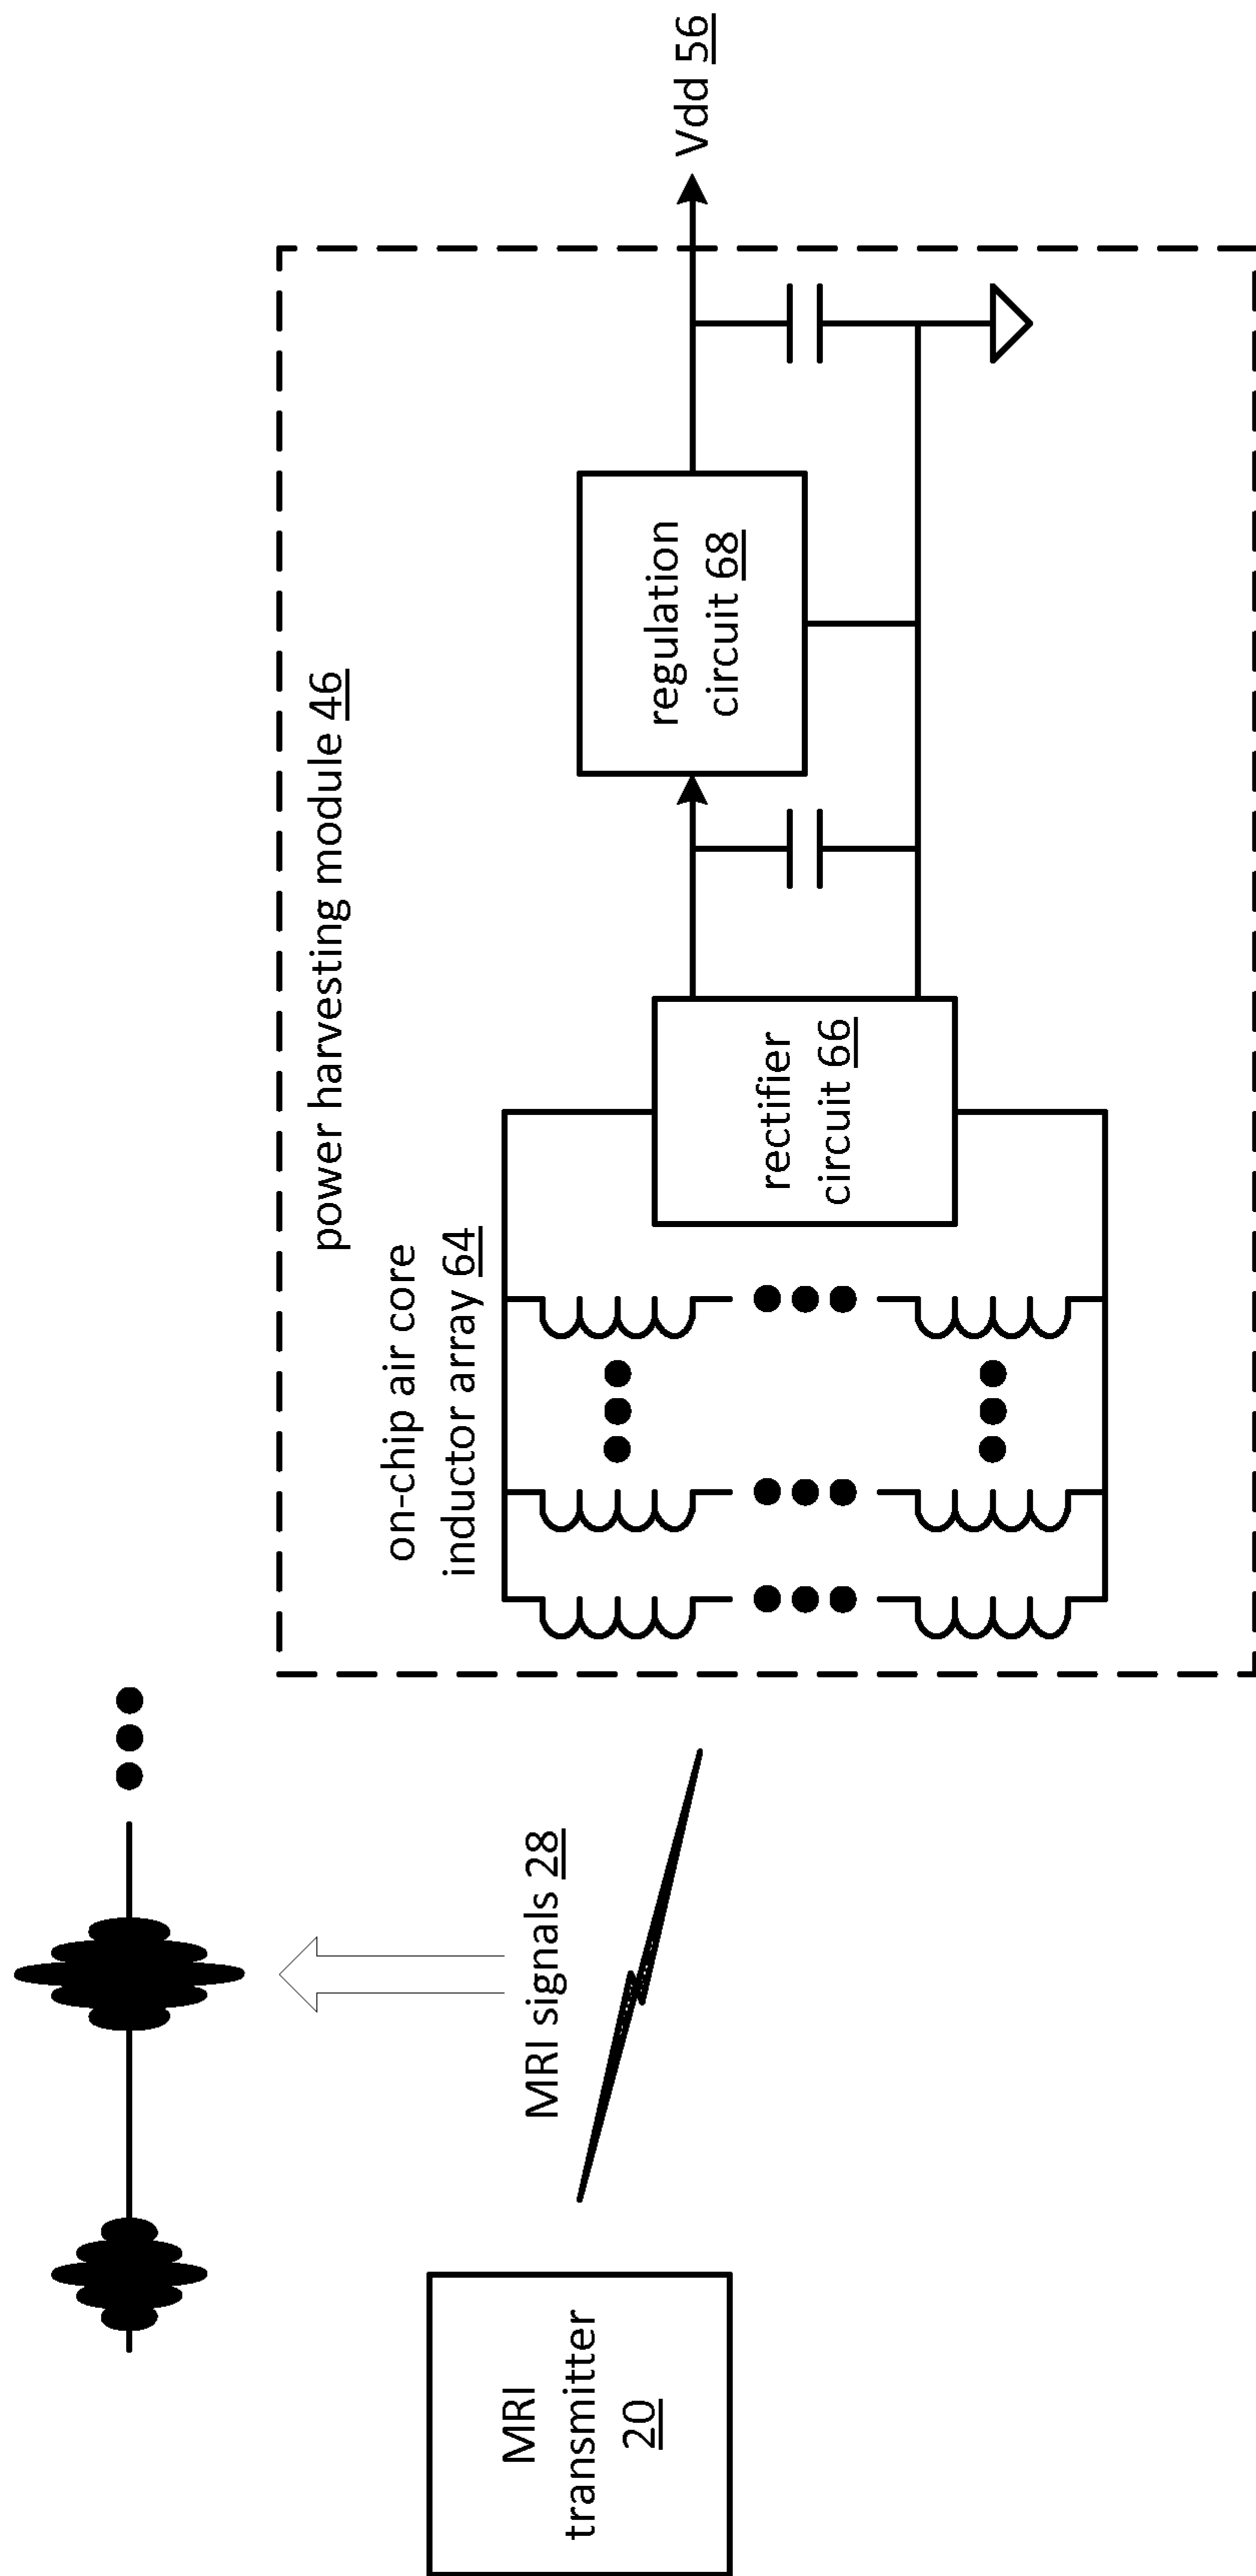 power harvesting module 46
on-chip air core
inductor array 64
MRI signals 28
MRI
transmitter
20
rectifier
circuit 66
regulation
circuit 68
Vdd 56